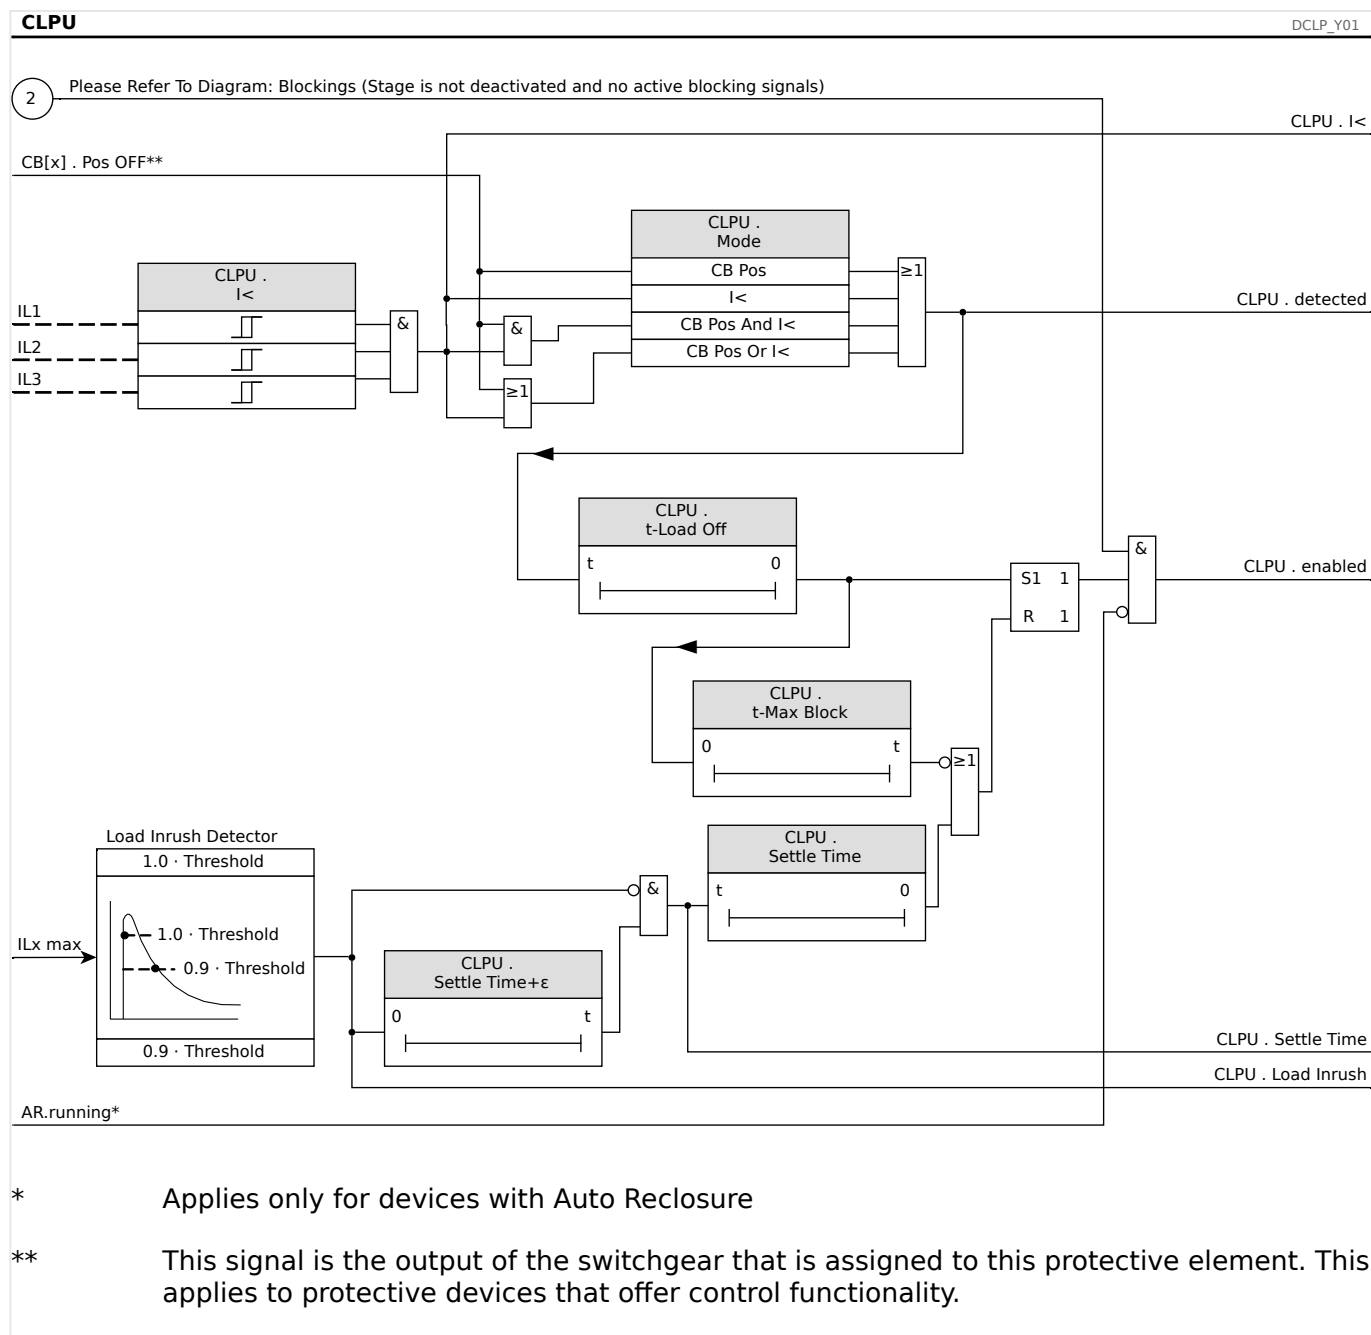 CLPU
DCLP_Y01
2
Please Refer To Diagram: Blockings (Stage is not deactivated and no active blocking signals)
CLPU . I<
CB[x] . Pos OFF**
CLPU .
Mode
CB Pos
I<
CB Pos And I<
CB Pos Or I<
≥1
CLPU . detected
CLPU .
I<
IL1
IL2
IL3
&
&
≥1
CLPU .
t-Load Off
t 0
S1 1
R 1
&
CLPU . enabled
CLPU .
t-Max Block
0 t
≥1
Load Inrush Detector
1.0 · Threshold
1.0 · Threshold
0.9 · Threshold
0.9 · Threshold
ILx max
CLPU .
Settle Time
t 0
&
CLPU .
Settle Time+ε
0 t
CLPU . Settle Time
CLPU . Load Inrush
AR.running*
* Applies only for devices with Auto Reclosure
** This signal is the output of the switchgear that is assigned to this protective element. This
applies to protective devices that offer control functionality.